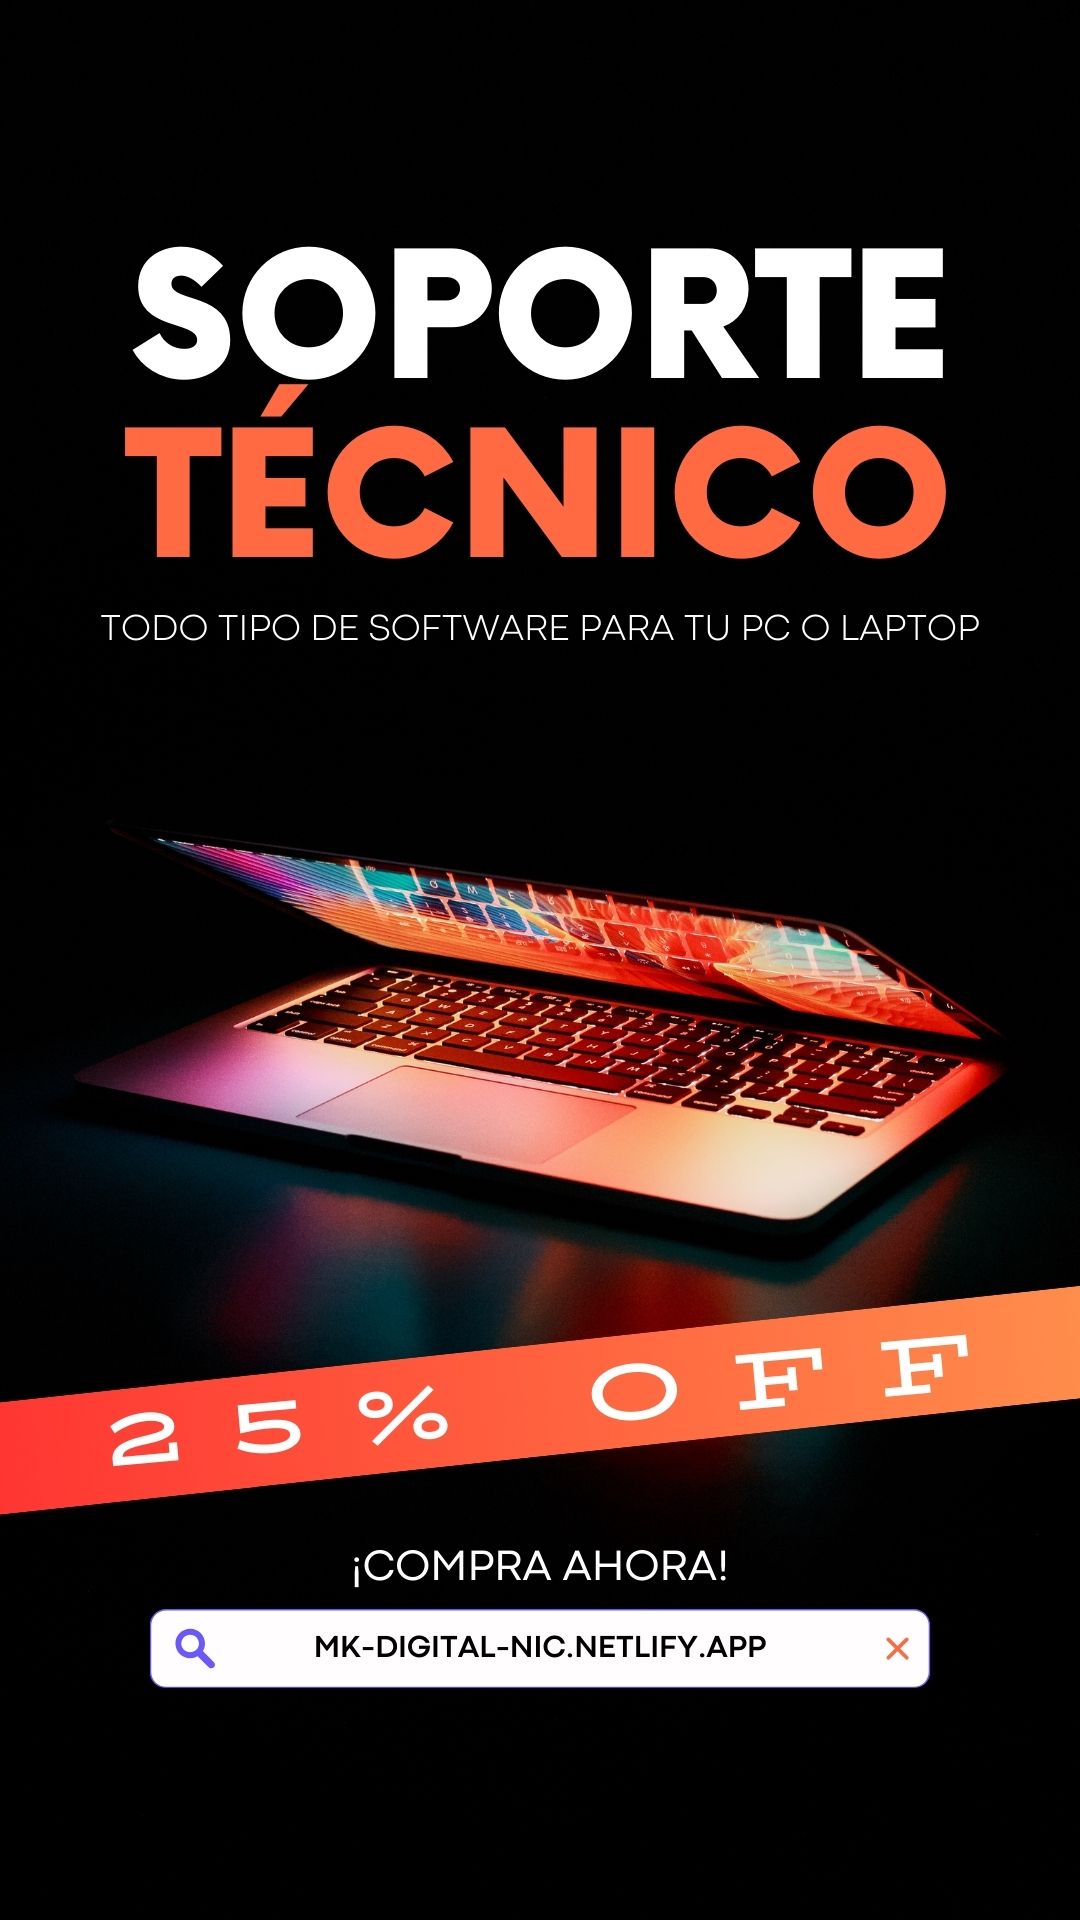 SOPORTE
TÉCNICO
TODO TIPO DE SOFTWARE PARA TU PC O LAPTOP
25% OFF
¡COMPRA AHORA!
MK-DIGITAL-NIC.NETLIFY.APP